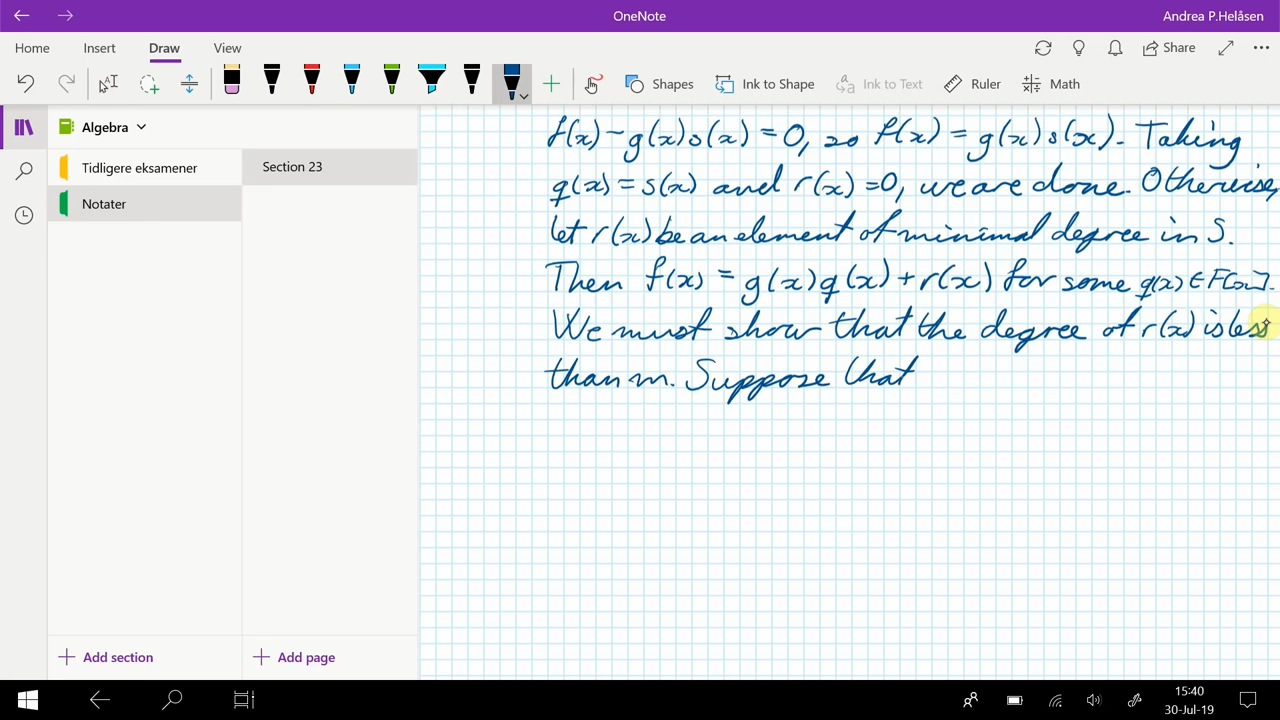 OneNote
Andrea P.Helåsen
Home Insert Draw View
Share
Shapes Ink to Shape Ink to Text Ruler Math
Algebra
Tidligere eksamener
Notater
Section 23
f(x) - g(x)s(x) = 0, so f(x) = g(x)s(x). Taking
q(x) = s(x) and r(x) = 0, we are done. Otherwise,
let r(x) be an element of minimal degree in S.
Then f(x) = g(x)q(x) + r(x) for some q(x) ∈ F[x].
We must show that the degree of r(x) is less
than m. Suppose that
Add section
Add page
15:40
30-Jul-19